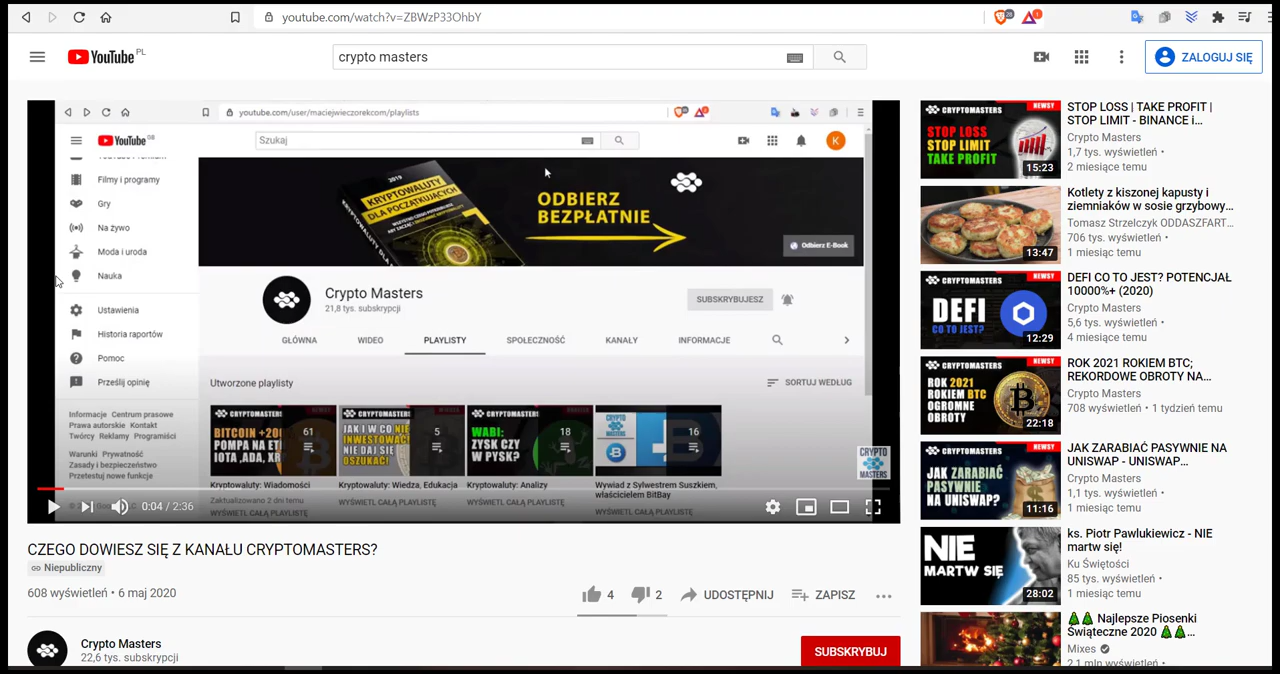 youtube.com/watch?v=ZBWzP33OhbY
YouTube PL
crypto masters
ZALOGUJ SIĘ
youtube.com/user/maciejwieczorekcom/playlists
YouTube GB
Szukaj
K
Filmy i programy
Gry
Na żywo
Moda i uroda
Nauka
Ustawienia
Historia raportów
Pomoc
Prześlij opinię
Informacje Centrum prasowe
Prawa autorskie Kontakt
Twórcy Reklamy Programiści
Warunki Prywatność
Zasady i bezpieczeństwo
Przetestuj nowe funkcje
2019
KRYPTOWALUTY
DLA POCZĄTKUJĄCYCH
ODBIERZ
BEZPŁATNIE
Odbierz E-Book
Crypto Masters
21,8 tys. subskrypcji
SUBSKRYBUJESZ
GŁÓWNA WIDEO PLAYLISTY SPOŁECZNOŚĆ KANAŁY INFORMACJE
Utworzone playlisty
SORTUJ WEDŁUG
CRYPTOMASTERS
BITCOIN +20
POMPA NA ET
IOTA ,ADA, XR
61
CRYPTOMASTERS
JAK I W CO NIE
INWESTOWAĆ
NIE DAJ SIĘ
OSZUKAĆ!
5
CRYPTOMASTERS
WABI:
ZYSK CZY
W PYSK?
18
CRYPTO
MASTERS
16
Kryptowaluty: Wiadomości
Zaktualizowano 2 dni temu
WYŚWIETL CAŁĄ PLAYLISTĘ
Kryptowaluty: Wiedza, Edukacja
WYŚWIETL CAŁĄ PLAYLISTĘ
Kryptowaluty: Analizy
WYŚWIETL CAŁĄ PLAYLISTĘ
Wywiad z Sylwestrem Suszkiem,
właścicielem BitBay
WYŚWIETL CAŁĄ PLAYLISTĘ
CRYPTO
MASTERS
0:04 / 2:36
CZEGO DOWIESZ SIĘ Z KANAŁU CRYPTOMASTERS?
Niepubliczny
608 wyświetleń • 6 maj 2020
4 2 UDOSTĘPNIJ ZAPISZ
Crypto Masters
22,6 tys. subskrypcji
SUBSKRYBUJ
CRYPTOMASTERS NEWSY
STOP LOSS
STOP LIMIT
TAKE PROFIT
15:23
STOP LOSS | TAKE PROFIT |
STOP LIMIT - BINANCE i…
Crypto Masters
1,7 tys. wyświetleń •
2 miesiące temu
13:47
Kotlety z kiszonej kapusty i
ziemniaków w sosie grzybowy…
Tomasz Strzelczyk ODDASZFART…
706 tys. wyświetleń •
1 miesiąc temu
CRYPTOMASTERS NEWSY
DEFI
CO TO JEST?
12:29
DEFI CO TO JEST? POTENCJAŁ
10000%+ (2020)
Crypto Masters
5,6 tys. wyświetleń •
4 miesiące temu
CRYPTOMASTERS NEWSY
ROK 2021
ROKIEM BTC
OGROMNE
OBROTY
22:18
ROK 2021 ROKIEM BTC;
REKORDOWE OBROTY NA…
Crypto Masters
708 wyświetleń • 1 tydzień temu
CRYPTOMASTERS NEWSY
JAK ZARABIAĆ
PASYWNIE
NA UNISWAP?
11:16
JAK ZARABIAĆ PASYWNIE NA
UNISWAP - UNISWAP…
Crypto Masters
1,1 tys. wyświetleń •
1 miesiąc temu
NIE
MARTW SIĘ
28:02
ks. Piotr Pawlukiewicz - NIE
martw się!
Ku Świętości
85 tys. wyświetleń •
1 miesiąc temu
🎄🎄 Najlepsze Piosenki
Świąteczne 2020 🎄🎄…
Mixes
2,1 mln wyświetleń •